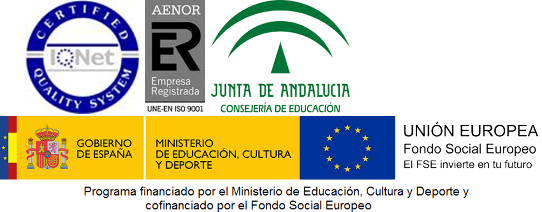 CERTIFIED
IQNet
QUALITY SYSTEM
AENOR
ER
Empresa
Registrada
UNE-EN ISO 9001
JUNTA DE ANDALUCIA
CONSEJERÍA DE EDUCACIÓN
GOBIERNO
DE ESPAÑA
MINISTERIO
DE EDUCACIÓN, CULTURA
Y DEPORTE
UNIÓN EUROPEA
Fondo Social Europeo
El FSE invierte en tu futuro
Programa financiado por el Ministerio de Educación, Cultura y Deporte y
cofinanciado por el Fondo Social Europeo